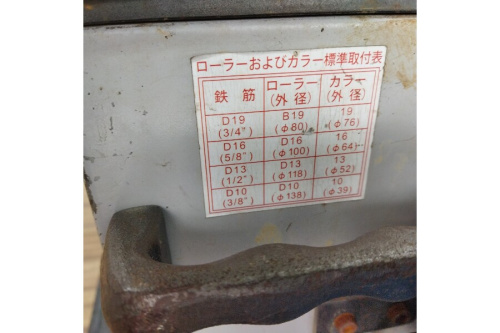 ローラーおよびカラー標準取付表
鉄筋 ローラー(外径) カラー(外径)
D19 (3/4") B19 (φ80) 19 (φ76)
D16 (5/8") D16 (φ100) 16 (φ64)
D13 (1/2") D13 (φ118) 13 (φ52)
D10 (3/8") D10 (φ138) 10 (φ39)